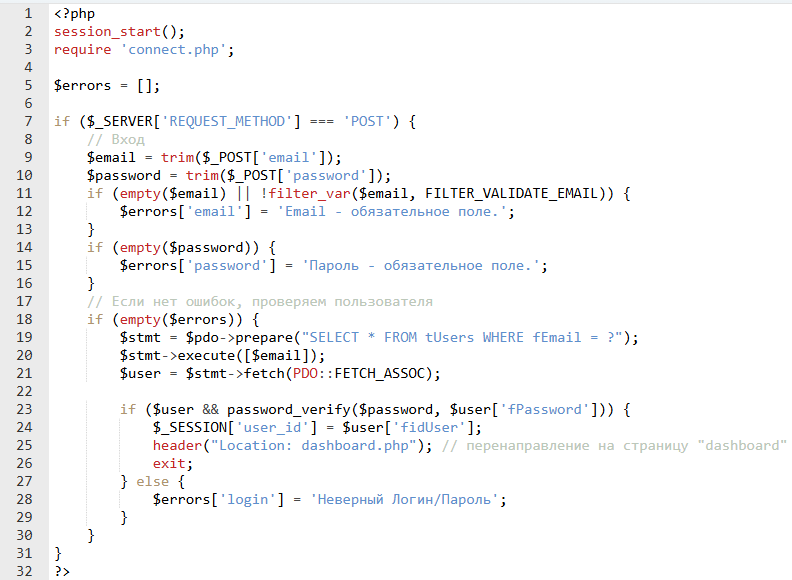 1 <?php
2 session_start();
3 require 'connect.php';
4
5 $errors = [];
6
7 if ($_SERVER['REQUEST_METHOD'] === 'POST') {
8     // Вход
9     $email = trim($_POST['email']);
10     $password = trim($_POST['password']);
11     if (empty($email) || !filter_var($email, FILTER_VALIDATE_EMAIL)) {
12         $errors['email'] = 'Email - обязательное поле.';
13     }
14     if (empty($password)) {
15         $errors['password'] = 'Пароль - обязательное поле.';
16     }
17     // Если нет ошибок, проверяем пользователя
18     if (empty($errors)) {
19         $stmt = $pdo->prepare("SELECT * FROM tUsers WHERE fEmail = ?");
20         $stmt->execute([$email]);
21         $user = $stmt->fetch(PDO::FETCH_ASSOC);
22
23         if ($user && password_verify($password, $user['fPassword'])) {
24             $_SESSION['user_id'] = $user['fidUser'];
25             header("Location: dashboard.php"); // перенаправление на страницу "dashboard"
26             exit;
27         } else {
28             $errors['login'] = 'Неверный Логин/Пароль';
29         }
30     }
31 }
32 ?>